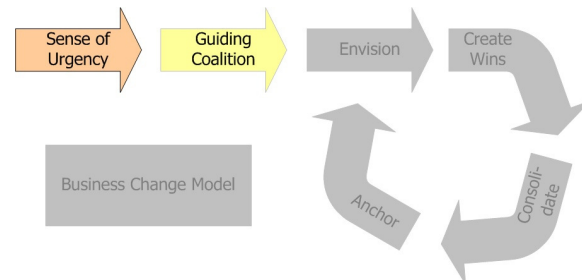 Sense of
Urgency
Guiding
Coalition
Envision
Create
Wins
Consoli-
date
Anchor
Business Change Model